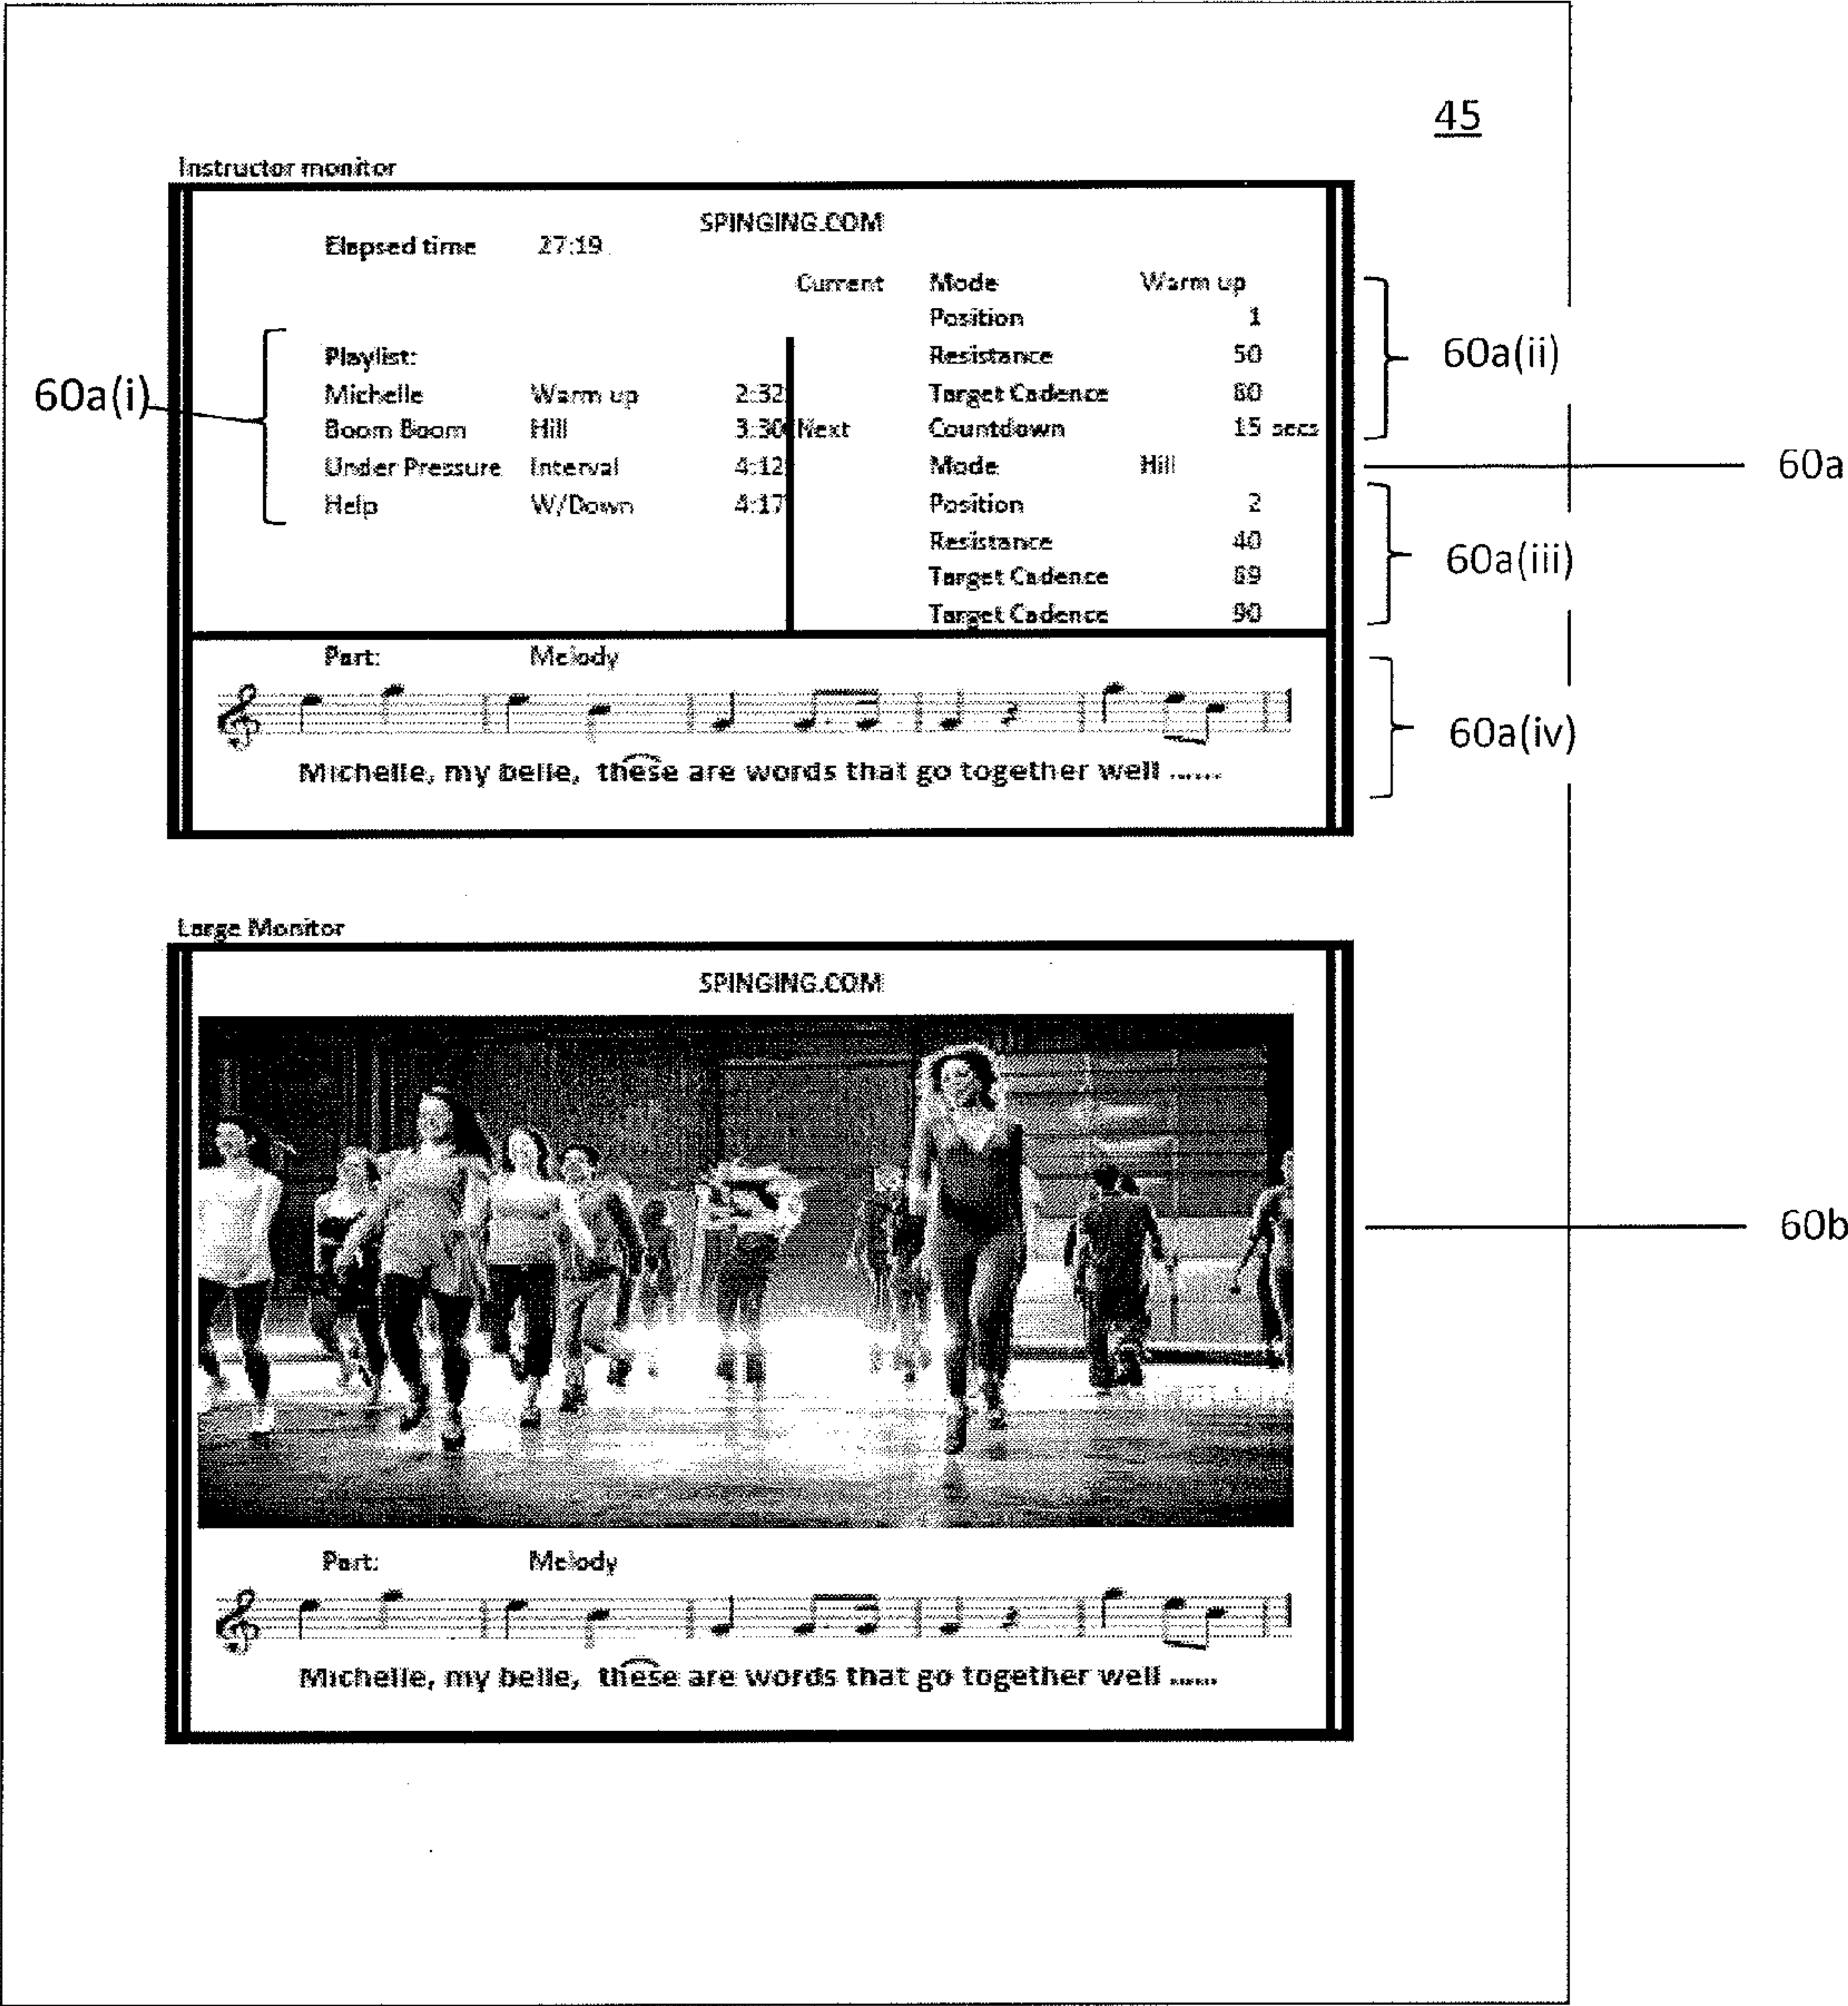 45
Instructor monitor
SPINGING.COM
Elapsed time 27:19
Current Mode Warm up
Position 1
Playlist: Resistance 50
60a(ii)
60a(i)
Michelle Warm up 2:32 Target Cadence 80
Boom Boom Hill 3:30 Next Countdown 15 secs
Under Pressure Interval 4:12 Mode Hill
60a
Help W/Down 4:17 Position 2
Resistance 40
60a(iii)
Target Cadence 89
Target Cadence 90
Part: Melody
60a(iv)
Michelle, my belle, these are words that go together well ......
Large Monitor
SPINGING.COM
60b
Part: Melody
Michelle, my belle, these are words that go together well ......